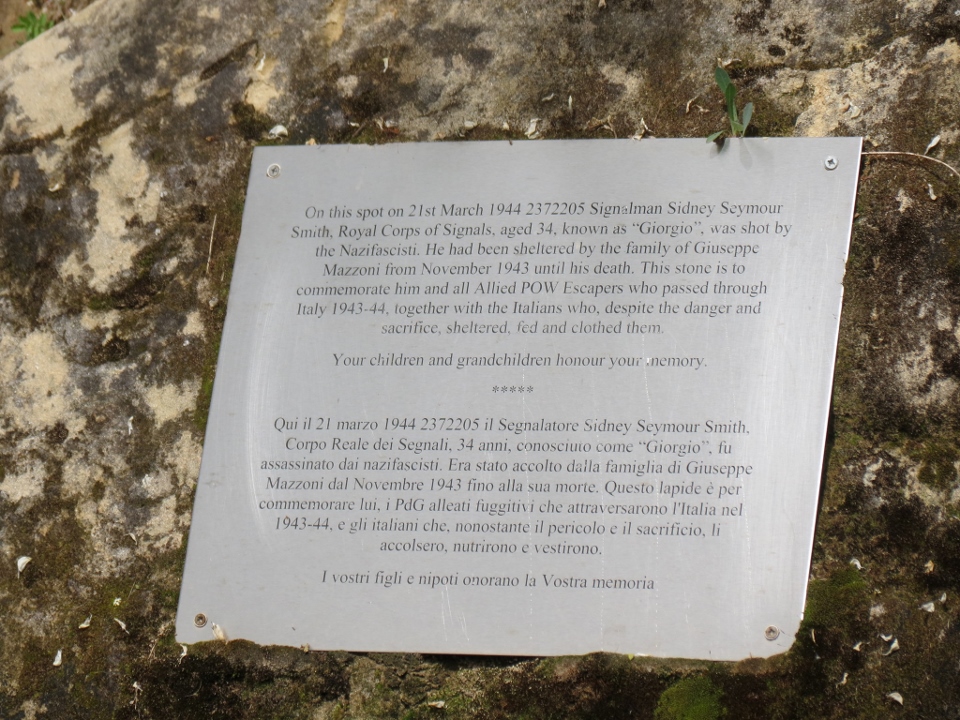 On this spot on 21st March 1944 2372205 Signalman Sidney Seymour
Smith, Royal Corps of Signals, aged 34, known as “Giorgio”, was shot by
the Nazifascisti. He had been sheltered by the family of Giuseppe
Mazzoni from November 1943 until his death. This stone is to
commemorate him and all Allied POW Escapers who passed through
Italy 1943-44, together with the Italians who, despite the danger and
sacrifice, sheltered, fed and clothed them.
Your children and grandchildren honour your memory.
*****
Qui il 21 marzo 1944 2372205 il Segnalatore Sidney Seymour Smith,
Corpo Reale dei Segnali, 34 anni, conosciuto come “Giorgio”, fu
assassinato dai nazifascisti. Era stato accolto dalla famiglia di Giuseppe
Mazzoni dal Novembre 1943 fino alla sua morte. Questo lapide è per
commemorare lui, i PdG alleati fuggitivi che attraversarono l'Italia nel
1943-44, e gli italiani che, nonostante il pericolo e il sacrificio, li
accolsero, nutrirono e vestirono.
I vostri figli e nipoti onorano la Vostra memoria